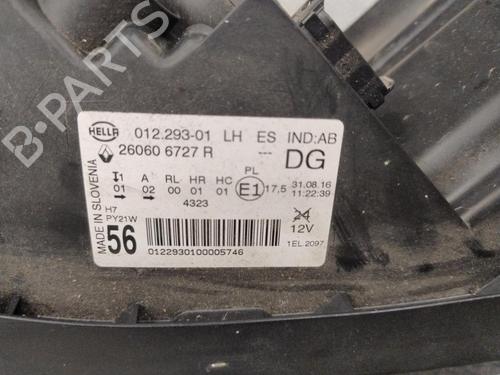 B-PARTS
HELLA 012.293-01 LH ES IND:AB
26060 6727 R --- DG
1 A RL HR HC PL
01 02 00 01 01 E1 17,5 31.08.16
11:22:39
4323
H7
PY21W
24
12V
56
1EL 2097
0122930100005746
MADE IN SLOVENIA